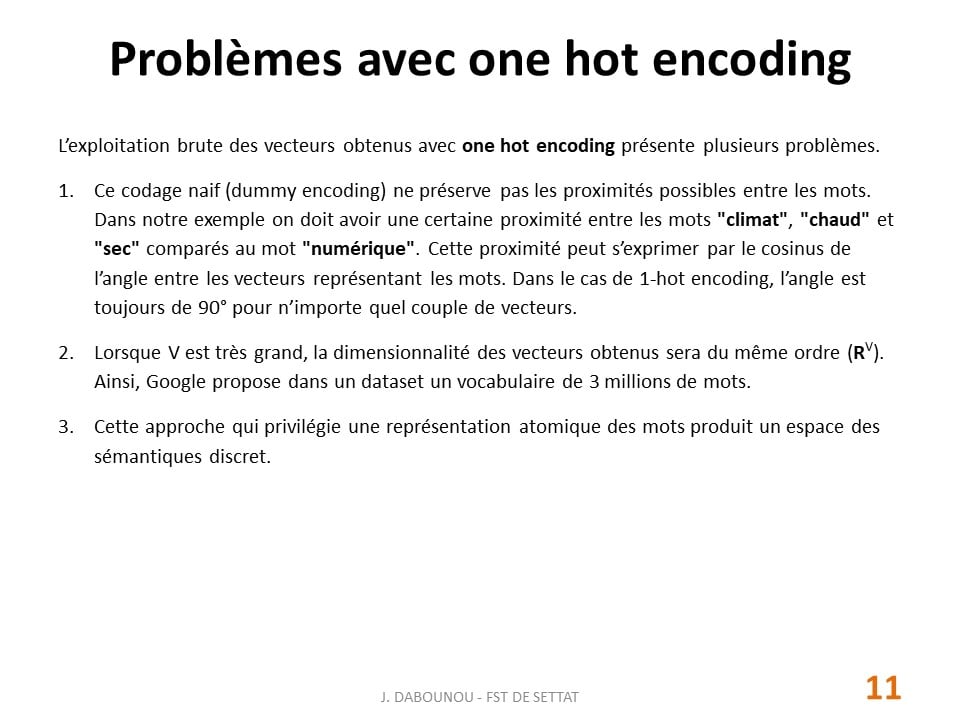 Problèmes avec one hot encoding
L’exploitation brute des vecteurs obtenus avec one hot encoding présente plusieurs problèmes.
1. Ce codage naif (dummy encoding) ne préserve pas les proximités possibles entre les mots.
Dans notre exemple on doit avoir une certaine proximité entre les mots "climat", "chaud" et
"sec" comparés au mot "numérique". Cette proximité peut s’exprimer par le cosinus de
l’angle entre les vecteurs représentant les mots. Dans le cas de 1-hot encoding, l’angle est
toujours de 90° pour n’importe quel couple de vecteurs.
2. Lorsque V est très grand, la dimensionnalité des vecteurs obtenus sera du même ordre (Rⱽ).
Ainsi, Google propose dans un dataset un vocabulaire de 3 millions de mots.
3. Cette approche qui privilégie une représentation atomique des mots produit un espace des
sémantiques discret.
J. DABOUNOU - FST DE SETTAT
11